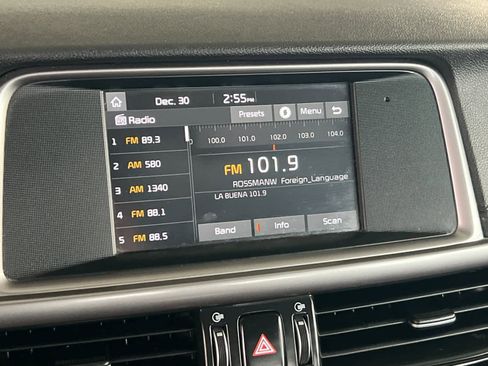 Dec. 30 2:55PM
Radio Presets Menu
1 FM 89.3
2 AM 580
3 AM 1340
4 FM 88.1
5 FM 88.5
100.0 101.0 102.0 103.0 104.0
FM 101.9
ROSSMANW Foreign_Language
LA BUENA 101.9
Band Info Scan